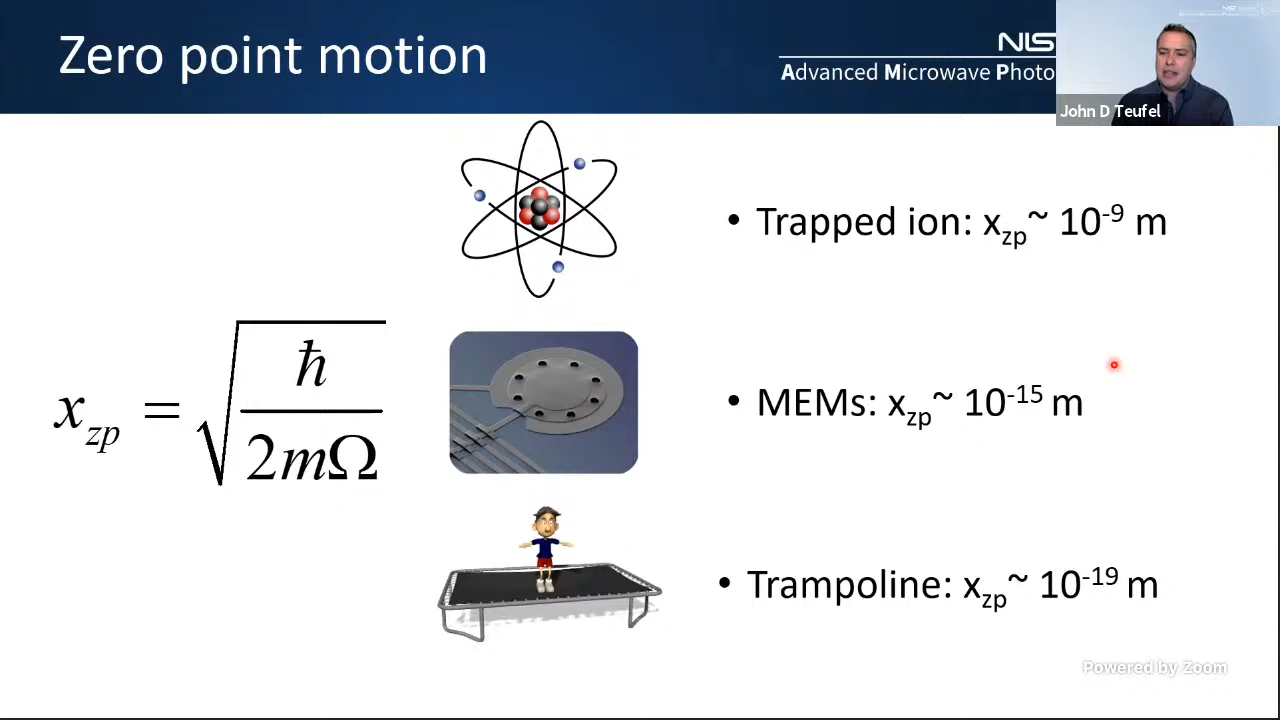 Zero point motion
NIS
Advanced Microwave Photo
John D Teufel
Trapped ion: x_zp ~ 10^-9 m
x_zp = √(ħ / 2mΩ)
MEMs: x_zp ~ 10^-15 m
Trampoline: x_zp ~ 10^-19 m
Powered by Zoom